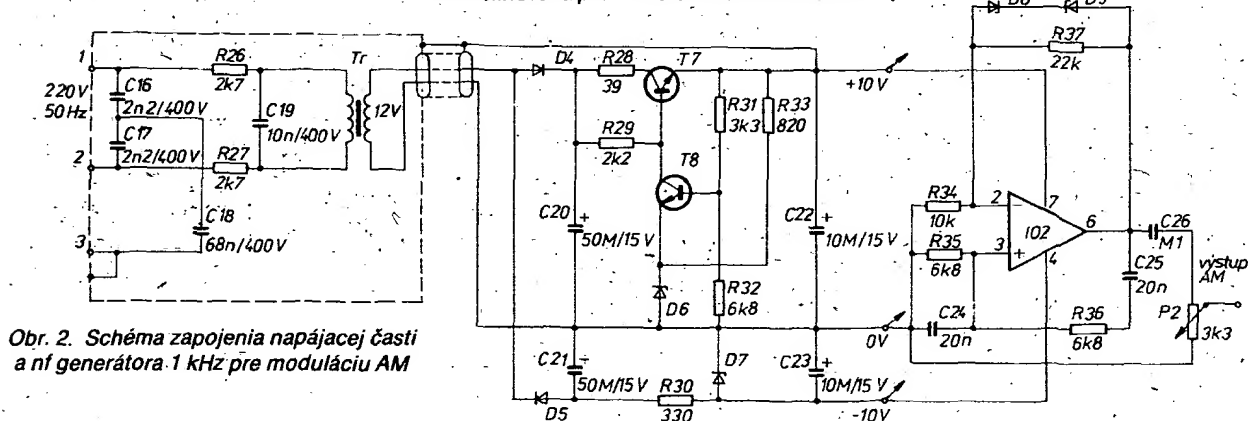 1
220V
50Hz
2
3
C16
2n2/400V
C17
2n2/400V
R26
2k7
R27
2k7
C18
68n/400V
C19
10n/400V
Tr
12V
D4
R28
39
T7
R29
2k2
T8
R31
3k3
R33
820
C20
+
50M/15V
D6
R32
6k8
C22
+
10M/15V
C21
50M/15V
D5
R30
330
D7
C23
+
10M/15V
+10V
0V
-10V
R37
22k
R34
10k
R35
6k8
2
-
3
+
IO2
7
6
4
C24
20n
R36
6k8
C25
20n
C26
M1
výstup
AM
P2
3k3
Obr. 2. Schéma zapojenia napájacej časti
a nf generátora 1 kHz pre moduláciu AM